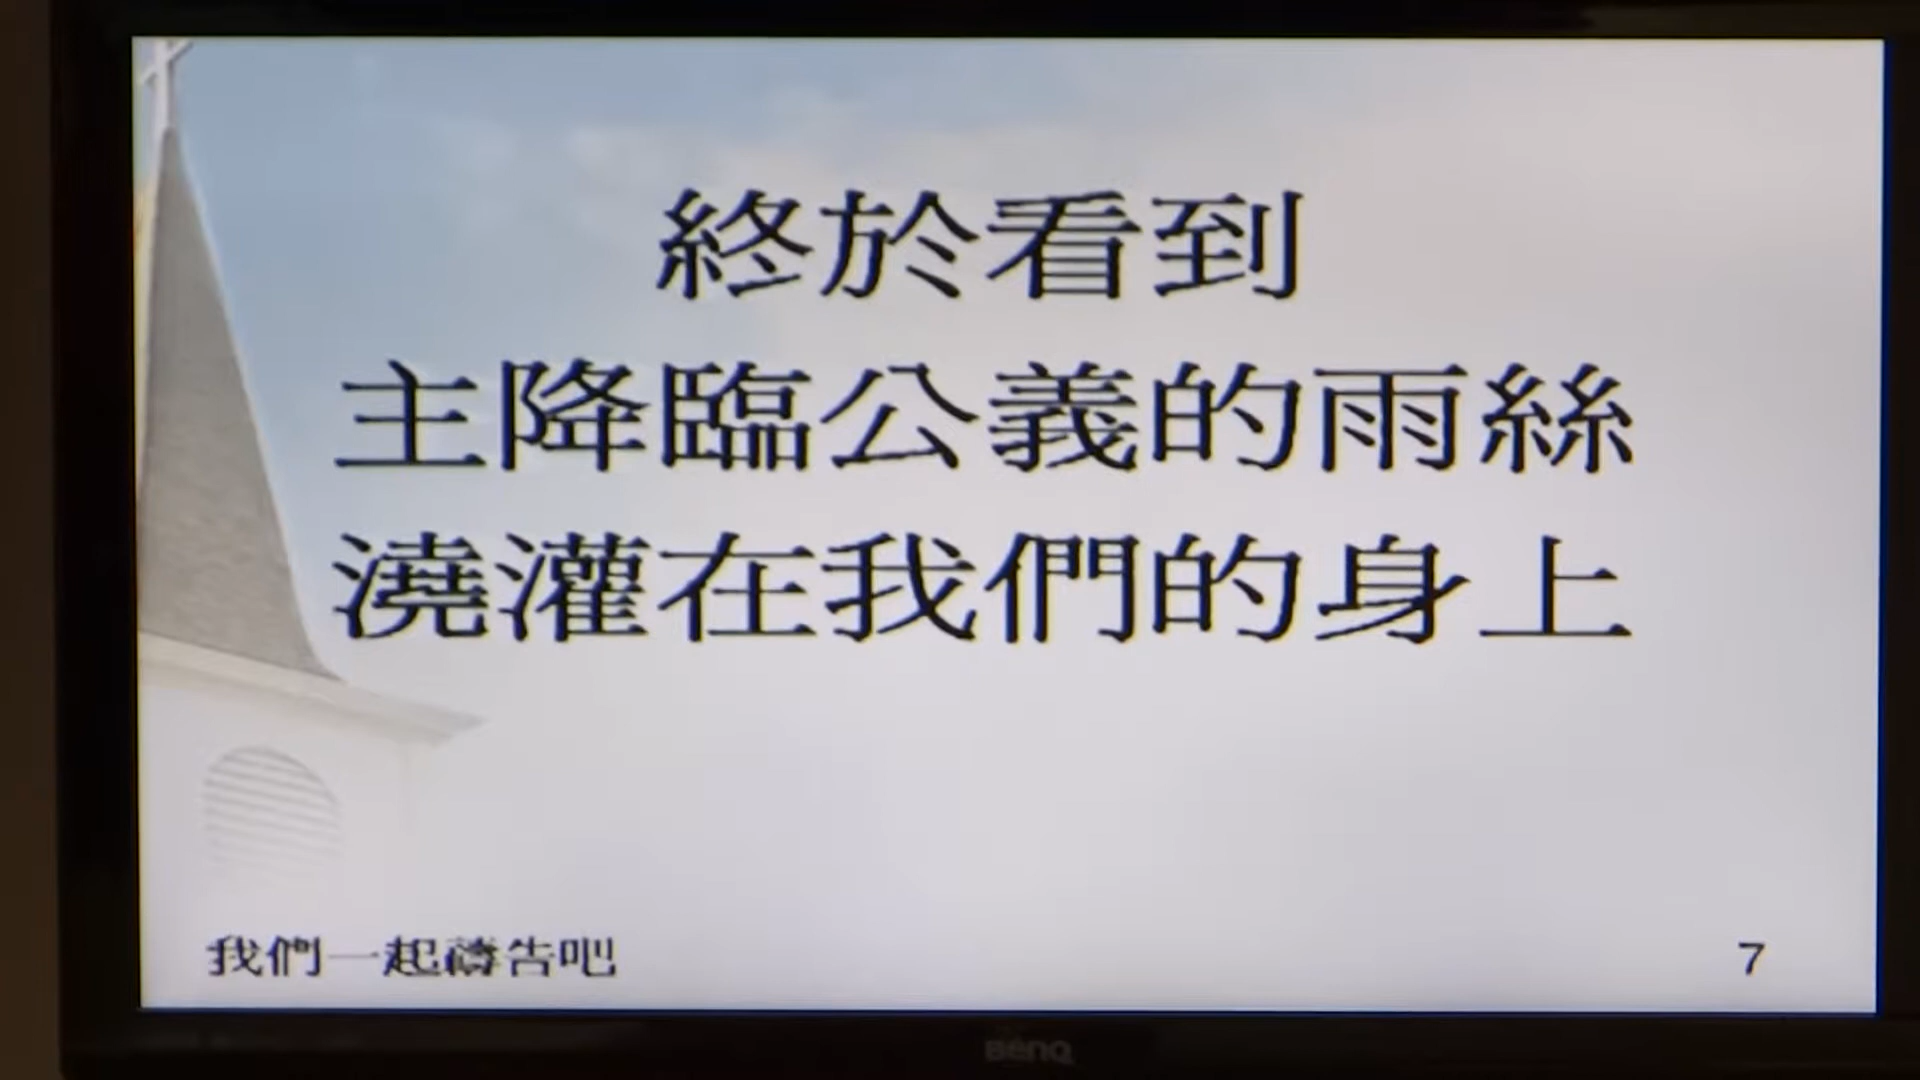 終於看到
主降臨公義的雨絲
澆灌在我們的身上
我們一起禱告吧
7
BenQ